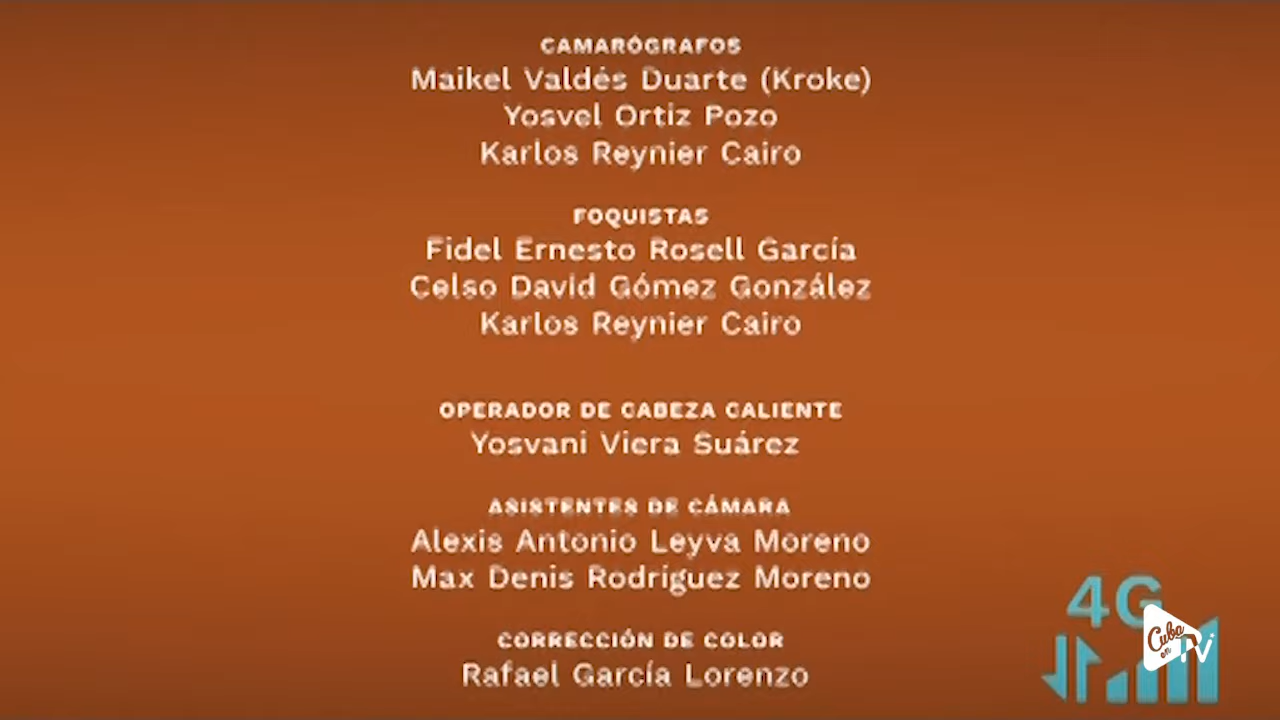 CAMARÓGRAFOS
Maikel Valdés Duarte (Kroke)
Yosvel Ortiz Pozo
Karlos Reynier Cairo
FOQUISTAS
Fidel Ernesto Rosell García
Celso David Gómez González
Karlos Reynier Cairo
OPERADOR DE CABEZA CALIENTE
Yosvani Viera Suárez
ASISTENTES DE CÁMARA
Alexis Antonio Leyva Moreno
Max Denis Rodríguez Moreno
CORRECCIÓN DE COLOR
Rafael García Lorenzo
4G
Cuba
en
TV